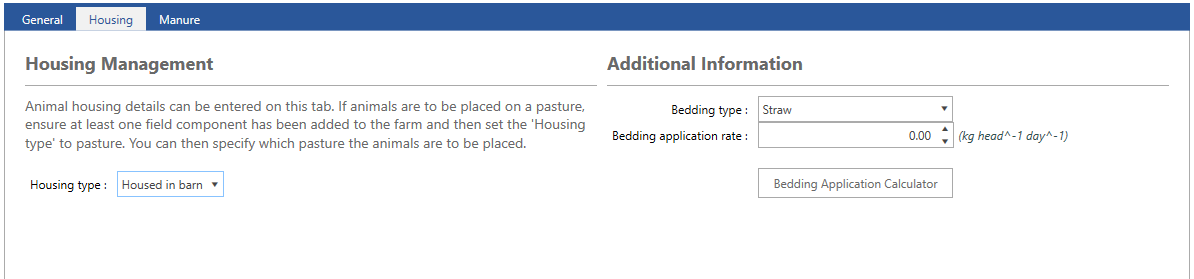 General Housing Manure
Housing Management
Animal housing details can be entered on this tab. If animals are to be placed on a pasture,
ensure at least one field component has been added to the farm and then set the 'Housing
type' to pasture. You can then specify which pasture the animals are to be placed.
Housing type : Housed in barn
Additional Information
Bedding type : Straw
Bedding application rate : 0.00 (kg head^-1 day^-1)
Bedding Application Calculator